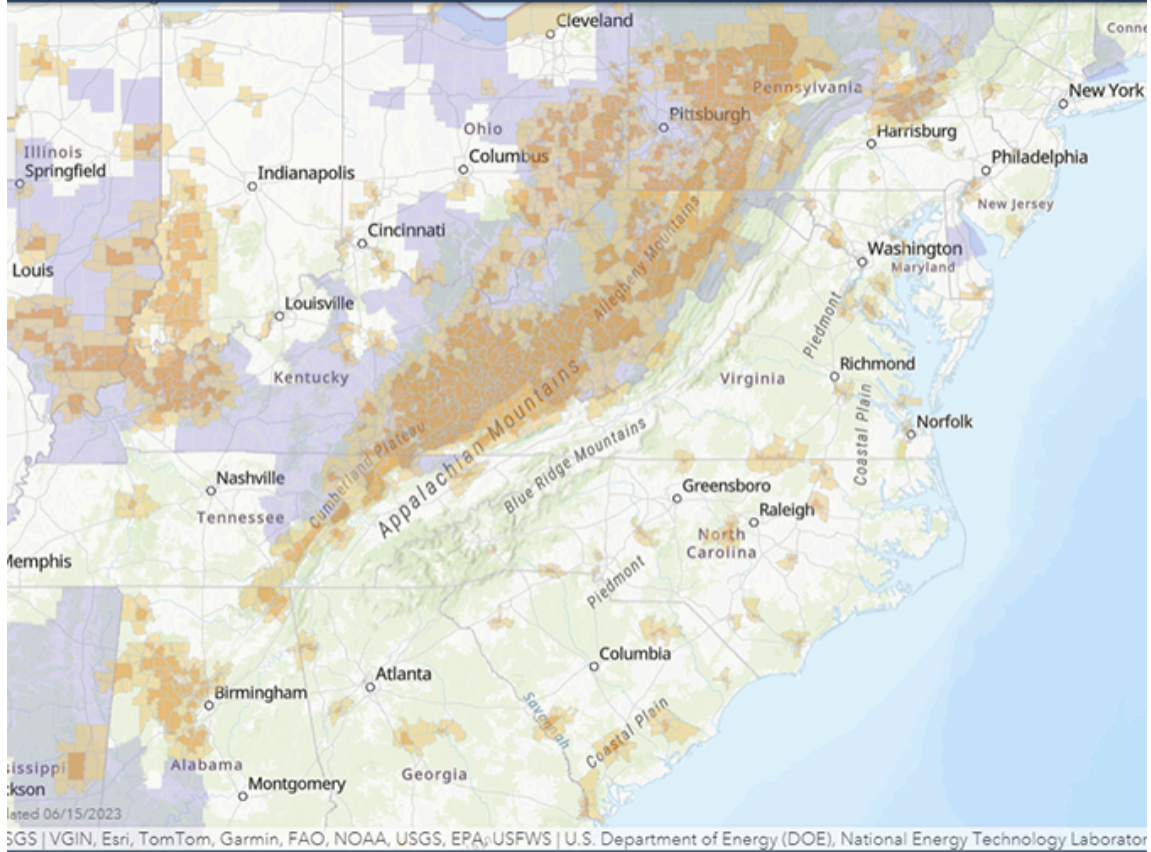 Cleveland
Conne
New York
Pennsylvania
Pittsburgh
Ohio
Harrisburg
Illinois
Springfield
Columbus
Philadelphia
Indianapolis
New Jersey
Allegheny Mountains
Cincinnati
Washington
Maryland
Louis
Louisville
Piedmont
Richmond
Kentucky
Virginia
Coastal Plain
Norfolk
Cumberland Plateau
Appalachian Mountains
Blue Ridge Mountains
Nashville
Greensboro
Tennessee
Raleigh
North
Carolina
Memphis
Piedmont
Columbia
Atlanta
Birmingham
Savannah
Coastal Plain
sissippi
Alabama
Georgia
ckson
Montgomery
lated 06/15/2023
SGS | VGIN, Esri, TomTom, Garmin, FAO, NOAA, USGS, EPA, USFWS | U.S. Department of Energy (DOE), National Energy Technology Laborator